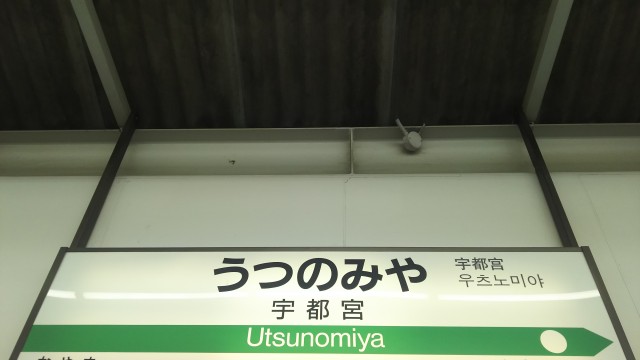 うつのみや
宇都宮
宇都宮
우츠노미야
Utsunomiya